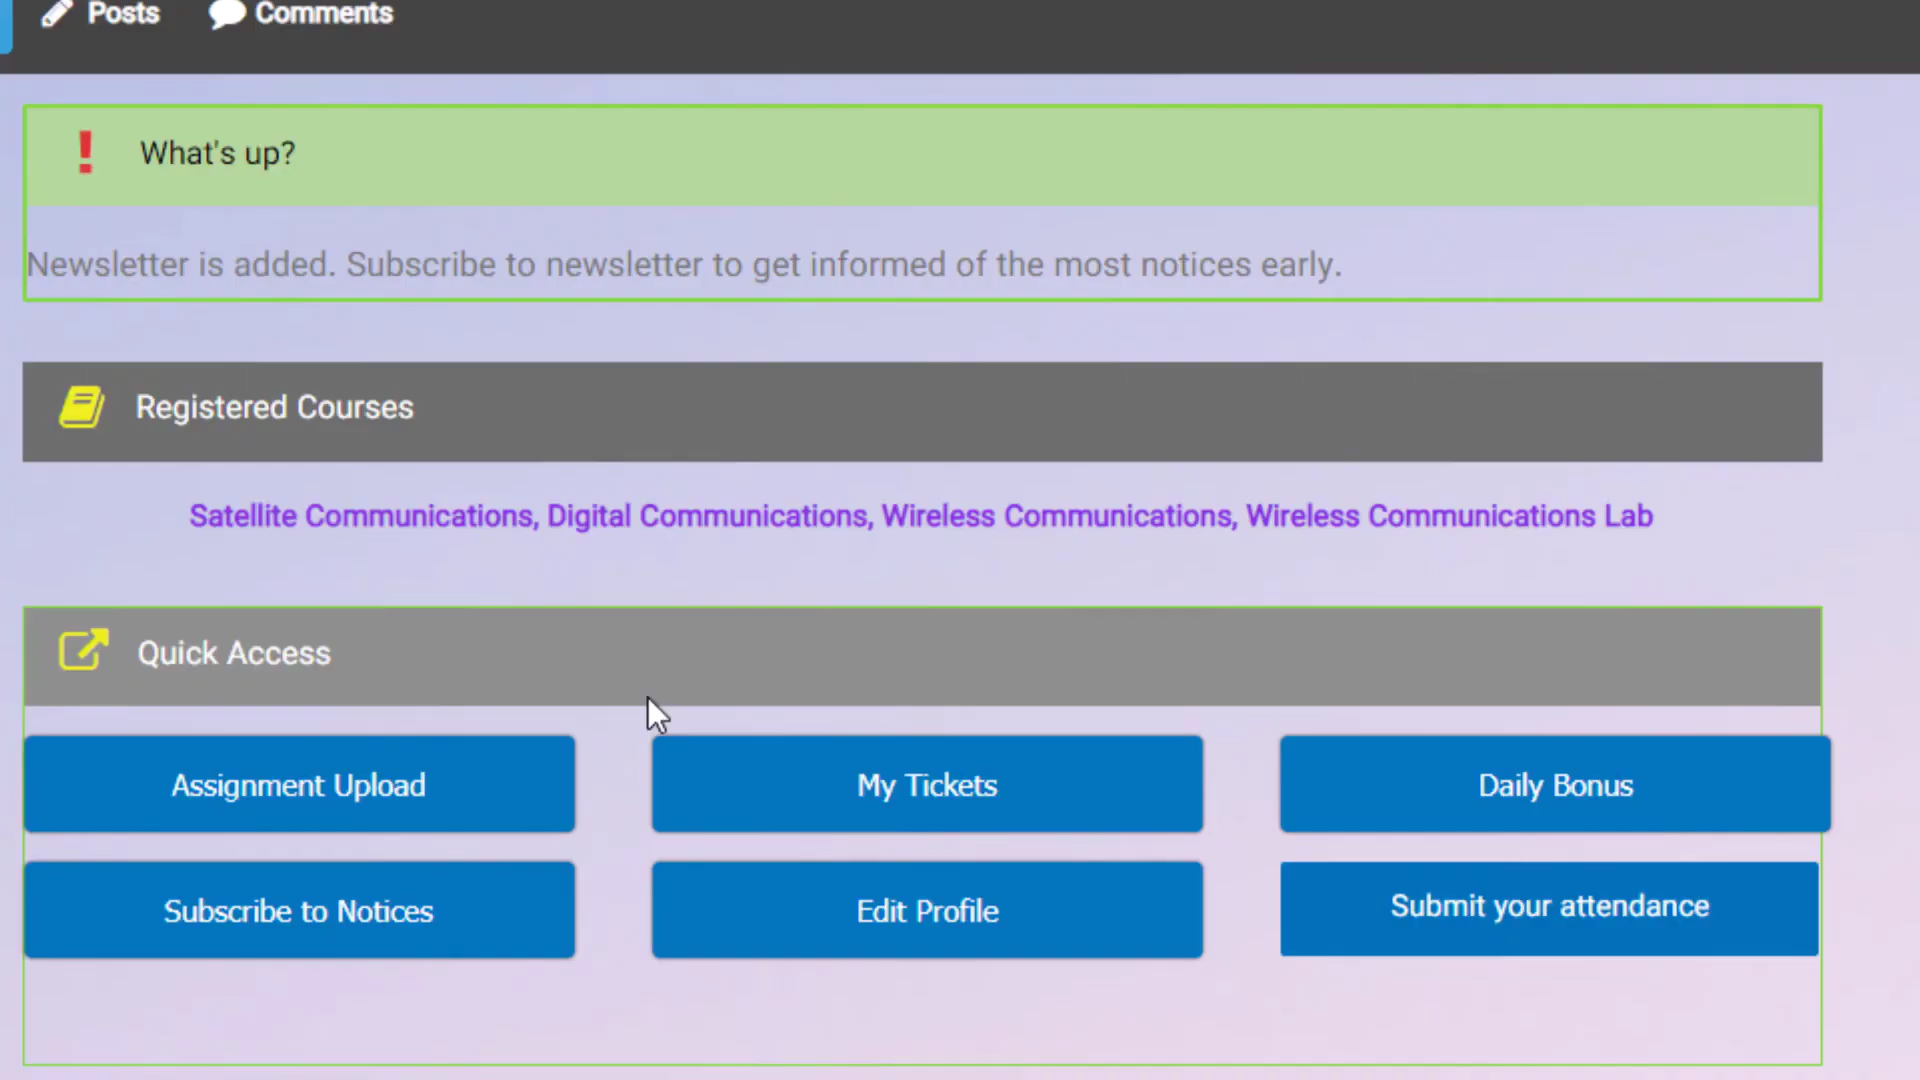 Posts Comments
What's up?
Newsletter is added. Subscribe to newsletter to get informed of the most notices early.
Registered Courses
Satellite Communications, Digital Communications, Wireless Communications, Wireless Communications Lab
Quick Access
Assignment Upload My Tickets Daily Bonus
Subscribe to Notices Edit Profile Submit your attendance